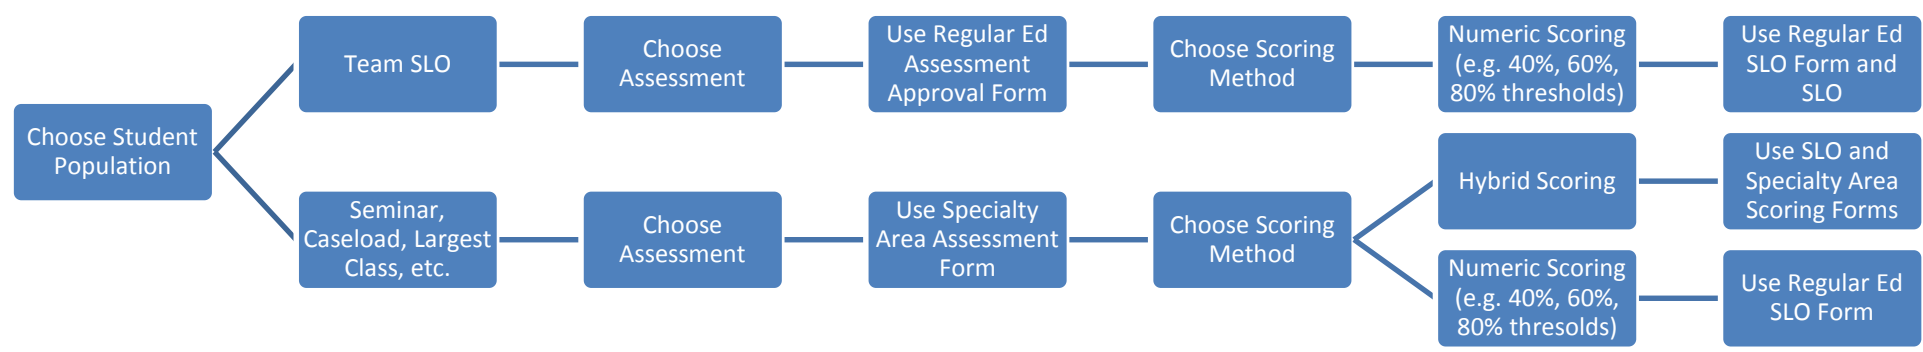 Choose Student
Population
Team SLO
Choose
Assessment
Use Regular Ed
Assessment
Approval Form
Choose Scoring
Method
Numeric Scoring
(e.g. 40%, 60%,
80% thresholds)
Use Regular Ed
SLO Form and
SLO
Seminar,
Caseload, Largest
Class, etc.
Choose
Assessment
Use Specialty
Area Assessment
Form
Choose Scoring
Method
Hybrid Scoring
Use SLO and
Specialty Area
Scoring Forms
Numeric Scoring
(e.g. 40%, 60%,
80% thresolds)
Use Regular Ed
SLO Form